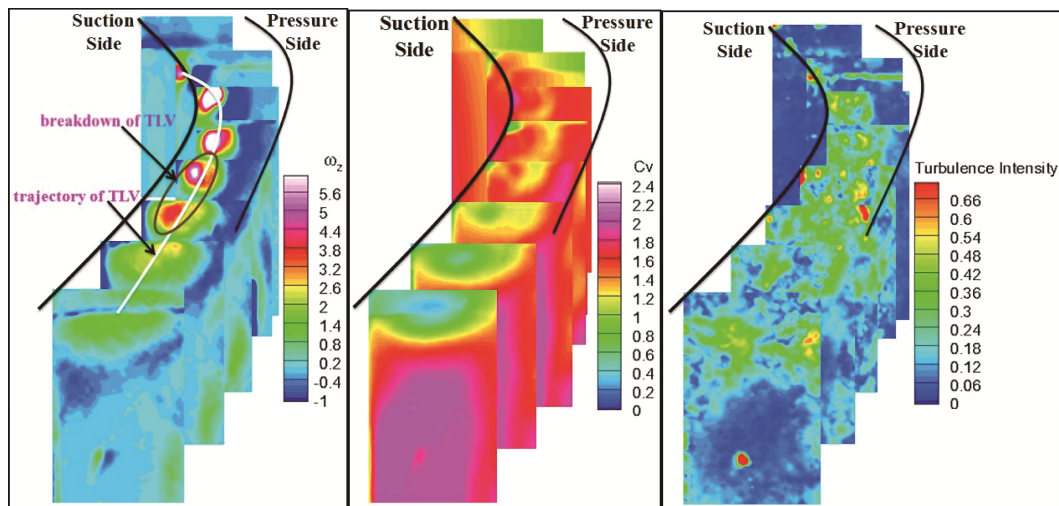 Suction
Side
Pressure
Side
breakdown of TLV
trajectory of TLV
ω_z
5.6
5
4.4
3.8
3.2
2.6
2
1.4
0.8
0.2
-0.4
-1
Suction
Side
Pressure
Side
Cv
2.4
2.2
2
1.8
1.6
1.4
1.2
1
0.8
0.6
0.4
0.2
0
Suction
Side
Pressure
Side
Turbulence Intensity
0.66
0.6
0.54
0.48
0.42
0.36
0.3
0.24
0.18
0.12
0.06
0